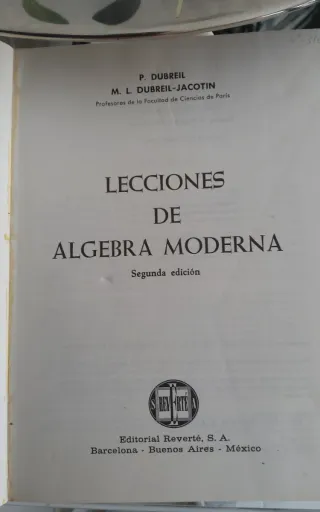 P. DUBREIL
M. L. DUBREIL-JACOTIN
Profesores de la Facultad de Ciencias de París
LECCIONES
DE
ALGEBRA MODERNA
Segunda edición
REVERTÉ
Editorial Reverté, S. A.
Barcelona - Buenos Aires - México